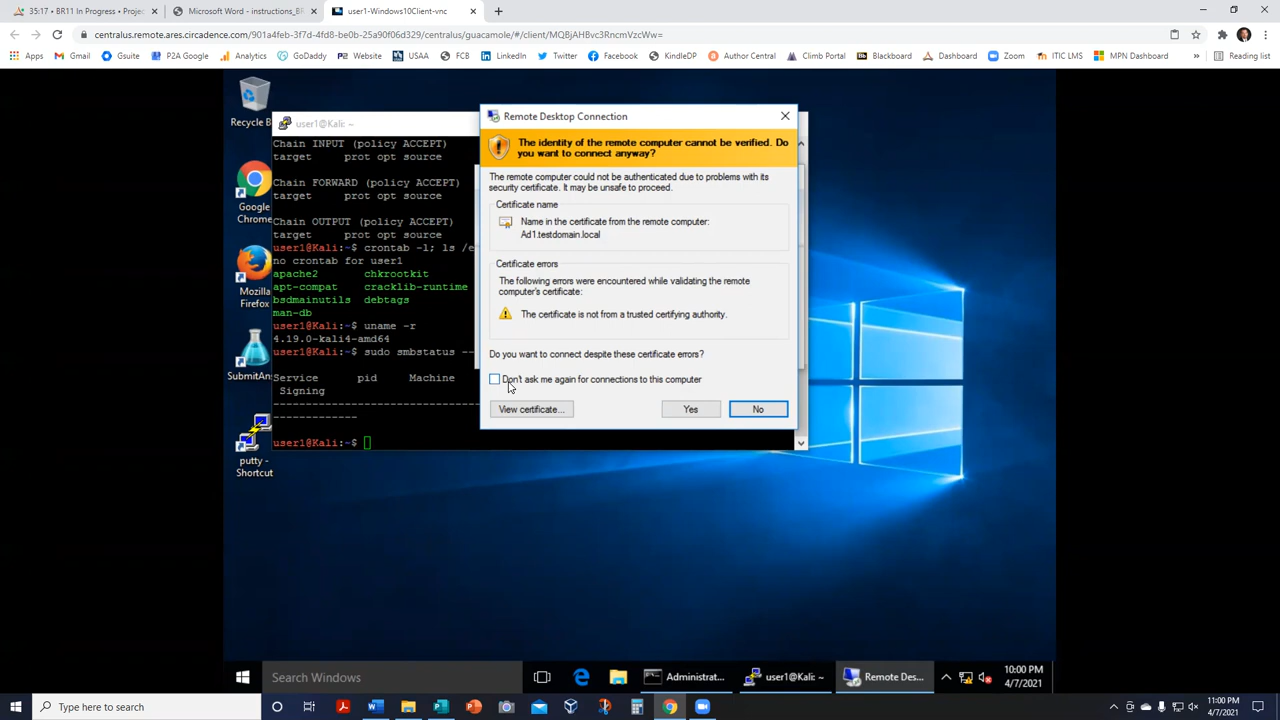 35:17 • BR11 In Progress • Projec
Microsoft Word - instructions_BR
user1-Windows10Client-vnc
centralus.remote.ares.circadence.com/901a4feb-3f7d-4fd8-be0b-25a90f06d329/centralus/guacamole/#/client/MQBjAHBvc3RncmVzcWw=
Apps
Gmail
Gsuite
P2A Google
Analytics
GoDaddy
Website
USAA
FCB
LinkedIn
Twitter
Facebook
KindleDP
Author Central
Climb Portal
Blackboard
Dashboard
Zoom
ITIC LMS
MPN Dashboard
»
Reading list
Recycle B
Google
Chrome
Mozilla
Firefox
SubmitAns
putty -
Shortcut
user1@Kali: ~
Chain INPUT (policy ACCEPT)
target     prot opt source
Chain FORWARD (policy ACCEPT)
target     prot opt source
Chain OUTPUT (policy ACCEPT)
target     prot opt source
user1@Kali:~$ crontab -l; ls /e
no crontab for user1
apache2       chkrootkit
apt-compat    cracklib-runtime
bsdmainutils  debtags
man-db
user1@Kali:~$ uname -r
4.19.0-kali4-amd64
user1@Kali:~$ sudo smbstatus --
Service      pid     Machine
Signing
user1@Kali:~$
Remote Desktop Connection
The identity of the remote computer cannot be verified. Do
you want to connect anyway?
The remote computer could not be authenticated due to problems with its
security certificate. It may be unsafe to proceed.
Certificate name
Name in the certificate from the remote computer:
Ad1.testdomain.local
Certificate errors
The following errors were encountered while validating the remote
computer's certificate:
The certificate is not from a trusted certifying authority.
Do you want to connect despite these certificate errors?
Don't ask me again for connections to this computer
View certificate...
Yes
No
Search Windows
Administrat...
user1@Kali: ~
Remote Des...
10:00 PM
4/7/2021
Type here to search
11:00 PM
4/7/2021